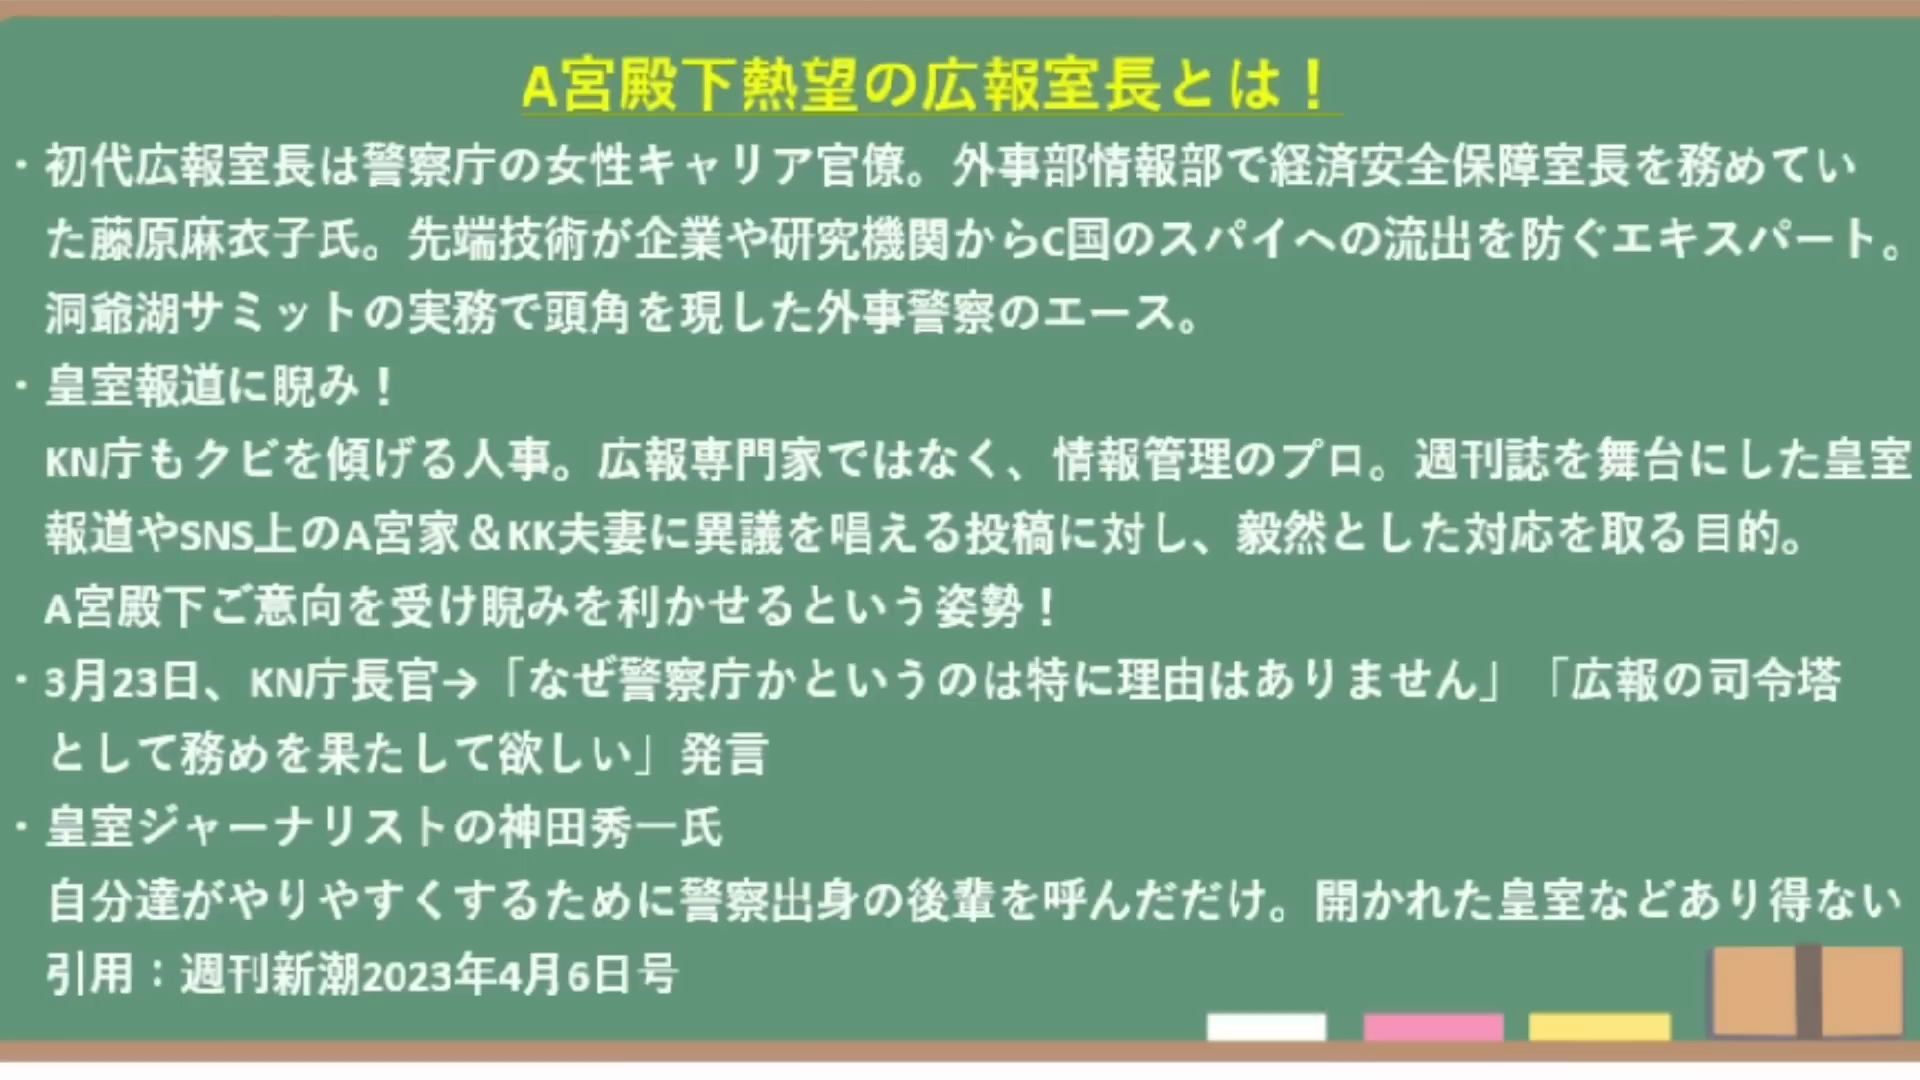 A宮殿下熱望の広報室長とは！
・初代広報室長は警察庁の女性キャリア官僚。外事部情報部で経済安全保障室長を務めてい
た藤原麻衣子氏。先端技術が企業や研究機関からC国のスパイへの流出を防ぐエキスパート。
洞爺湖サミットの実務で頭角を現した外事警察のエース。
・皇室報道に睨み！
KN庁もクビを傾げる人事。広報専門家ではなく、情報管理のプロ。週刊誌を舞台にした皇室
報道やSNS上のA宮家＆KK夫妻に異議を唱える投稿に対し、毅然とした対応を取る目的。
A宮殿下ご意向を受け睨みを利かせるという姿勢！
・3月23日、KN庁長官→「なぜ警察庁かというのは特に理由はありません」「広報の司令塔
として務めを果たして欲しい」発言
・皇室ジャーナリストの神田秀一氏
自分達がやりやすくするために警察出身の後輩を呼んだだけ。開かれた皇室などあり得ない
引用：週刊新潮2023年4月6日号